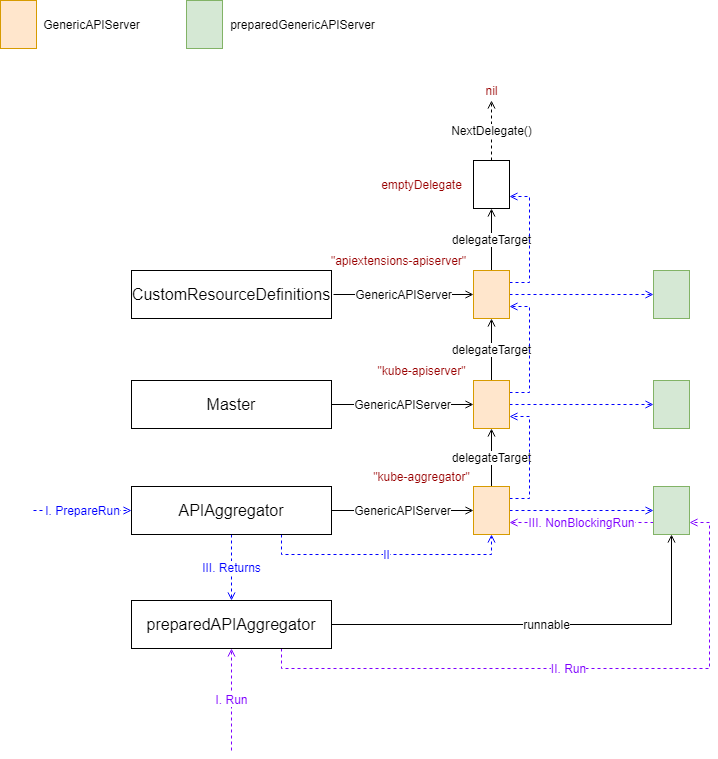 GenericAPIServer
preparedGenericAPIServer
nil
NextDelegate()
emptyDelegate
delegateTarget
"apiextensions-apiserver"
CustomResourceDefinitions
GenericAPIServer
delegateTarget
"kube-apiserver"
Master
GenericAPIServer
delegateTarget
"kube-aggregator"
I. PrepareRun
APIAggregator
GenericAPIServer
III. NonBlockingRun
II
III. Returns
preparedAPIAggregator
runnable
II. Run
I. Run